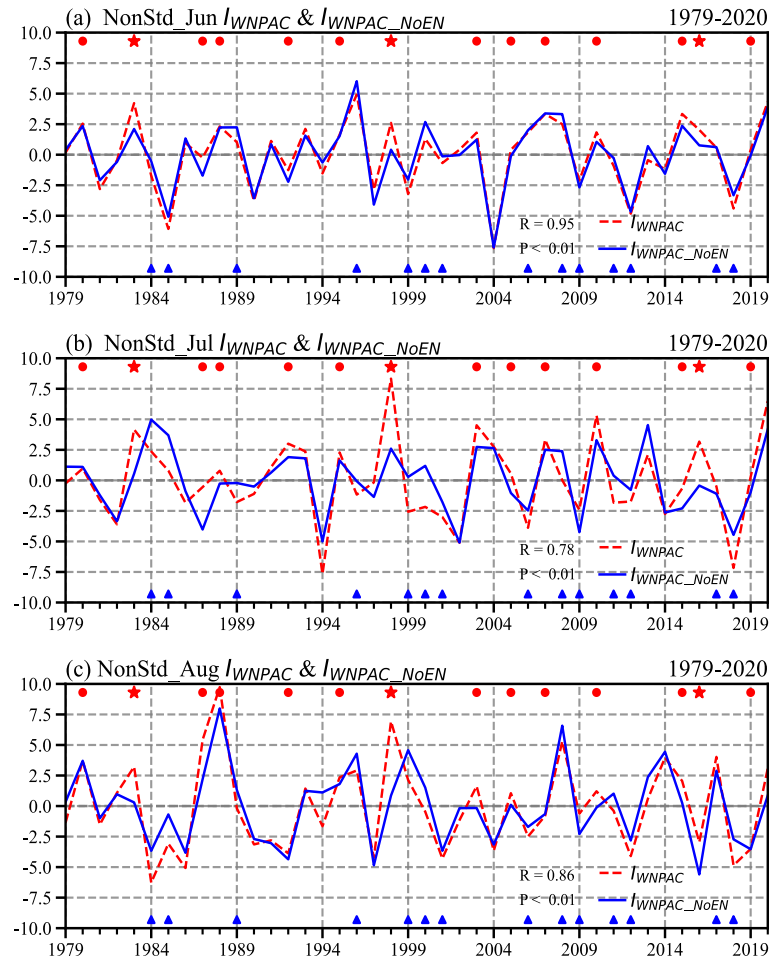 (a) NonStd_Jun I_WNPAC & I_WNPAC_NoEN 1979-2020
10.0
7.5
5.0
2.5
0.0
-2.5
-5.0
-7.5
-10.0
R = 0.95 I_WNPAC
P < 0.01 I_WNPAC_NoEN
1979 1984 1989 1994 1999 2004 2009 2014 2019
(b) NonStd_Jul I_WNPAC & I_WNPAC_NoEN 1979-2020
10.0
7.5
5.0
2.5
0.0
-2.5
-5.0
-7.5
-10.0
R = 0.78 I_WNPAC
P < 0.01 I_WNPAC_NoEN
1979 1984 1989 1994 1999 2004 2009 2014 2019
(c) NonStd_Aug I_WNPAC & I_WNPAC_NoEN 1979-2020
10.0
7.5
5.0
2.5
0.0
-2.5
-5.0
-7.5
-10.0
R = 0.86 I_WNPAC
P < 0.01 I_WNPAC_NoEN
1979 1984 1989 1994 1999 2004 2009 2014 2019